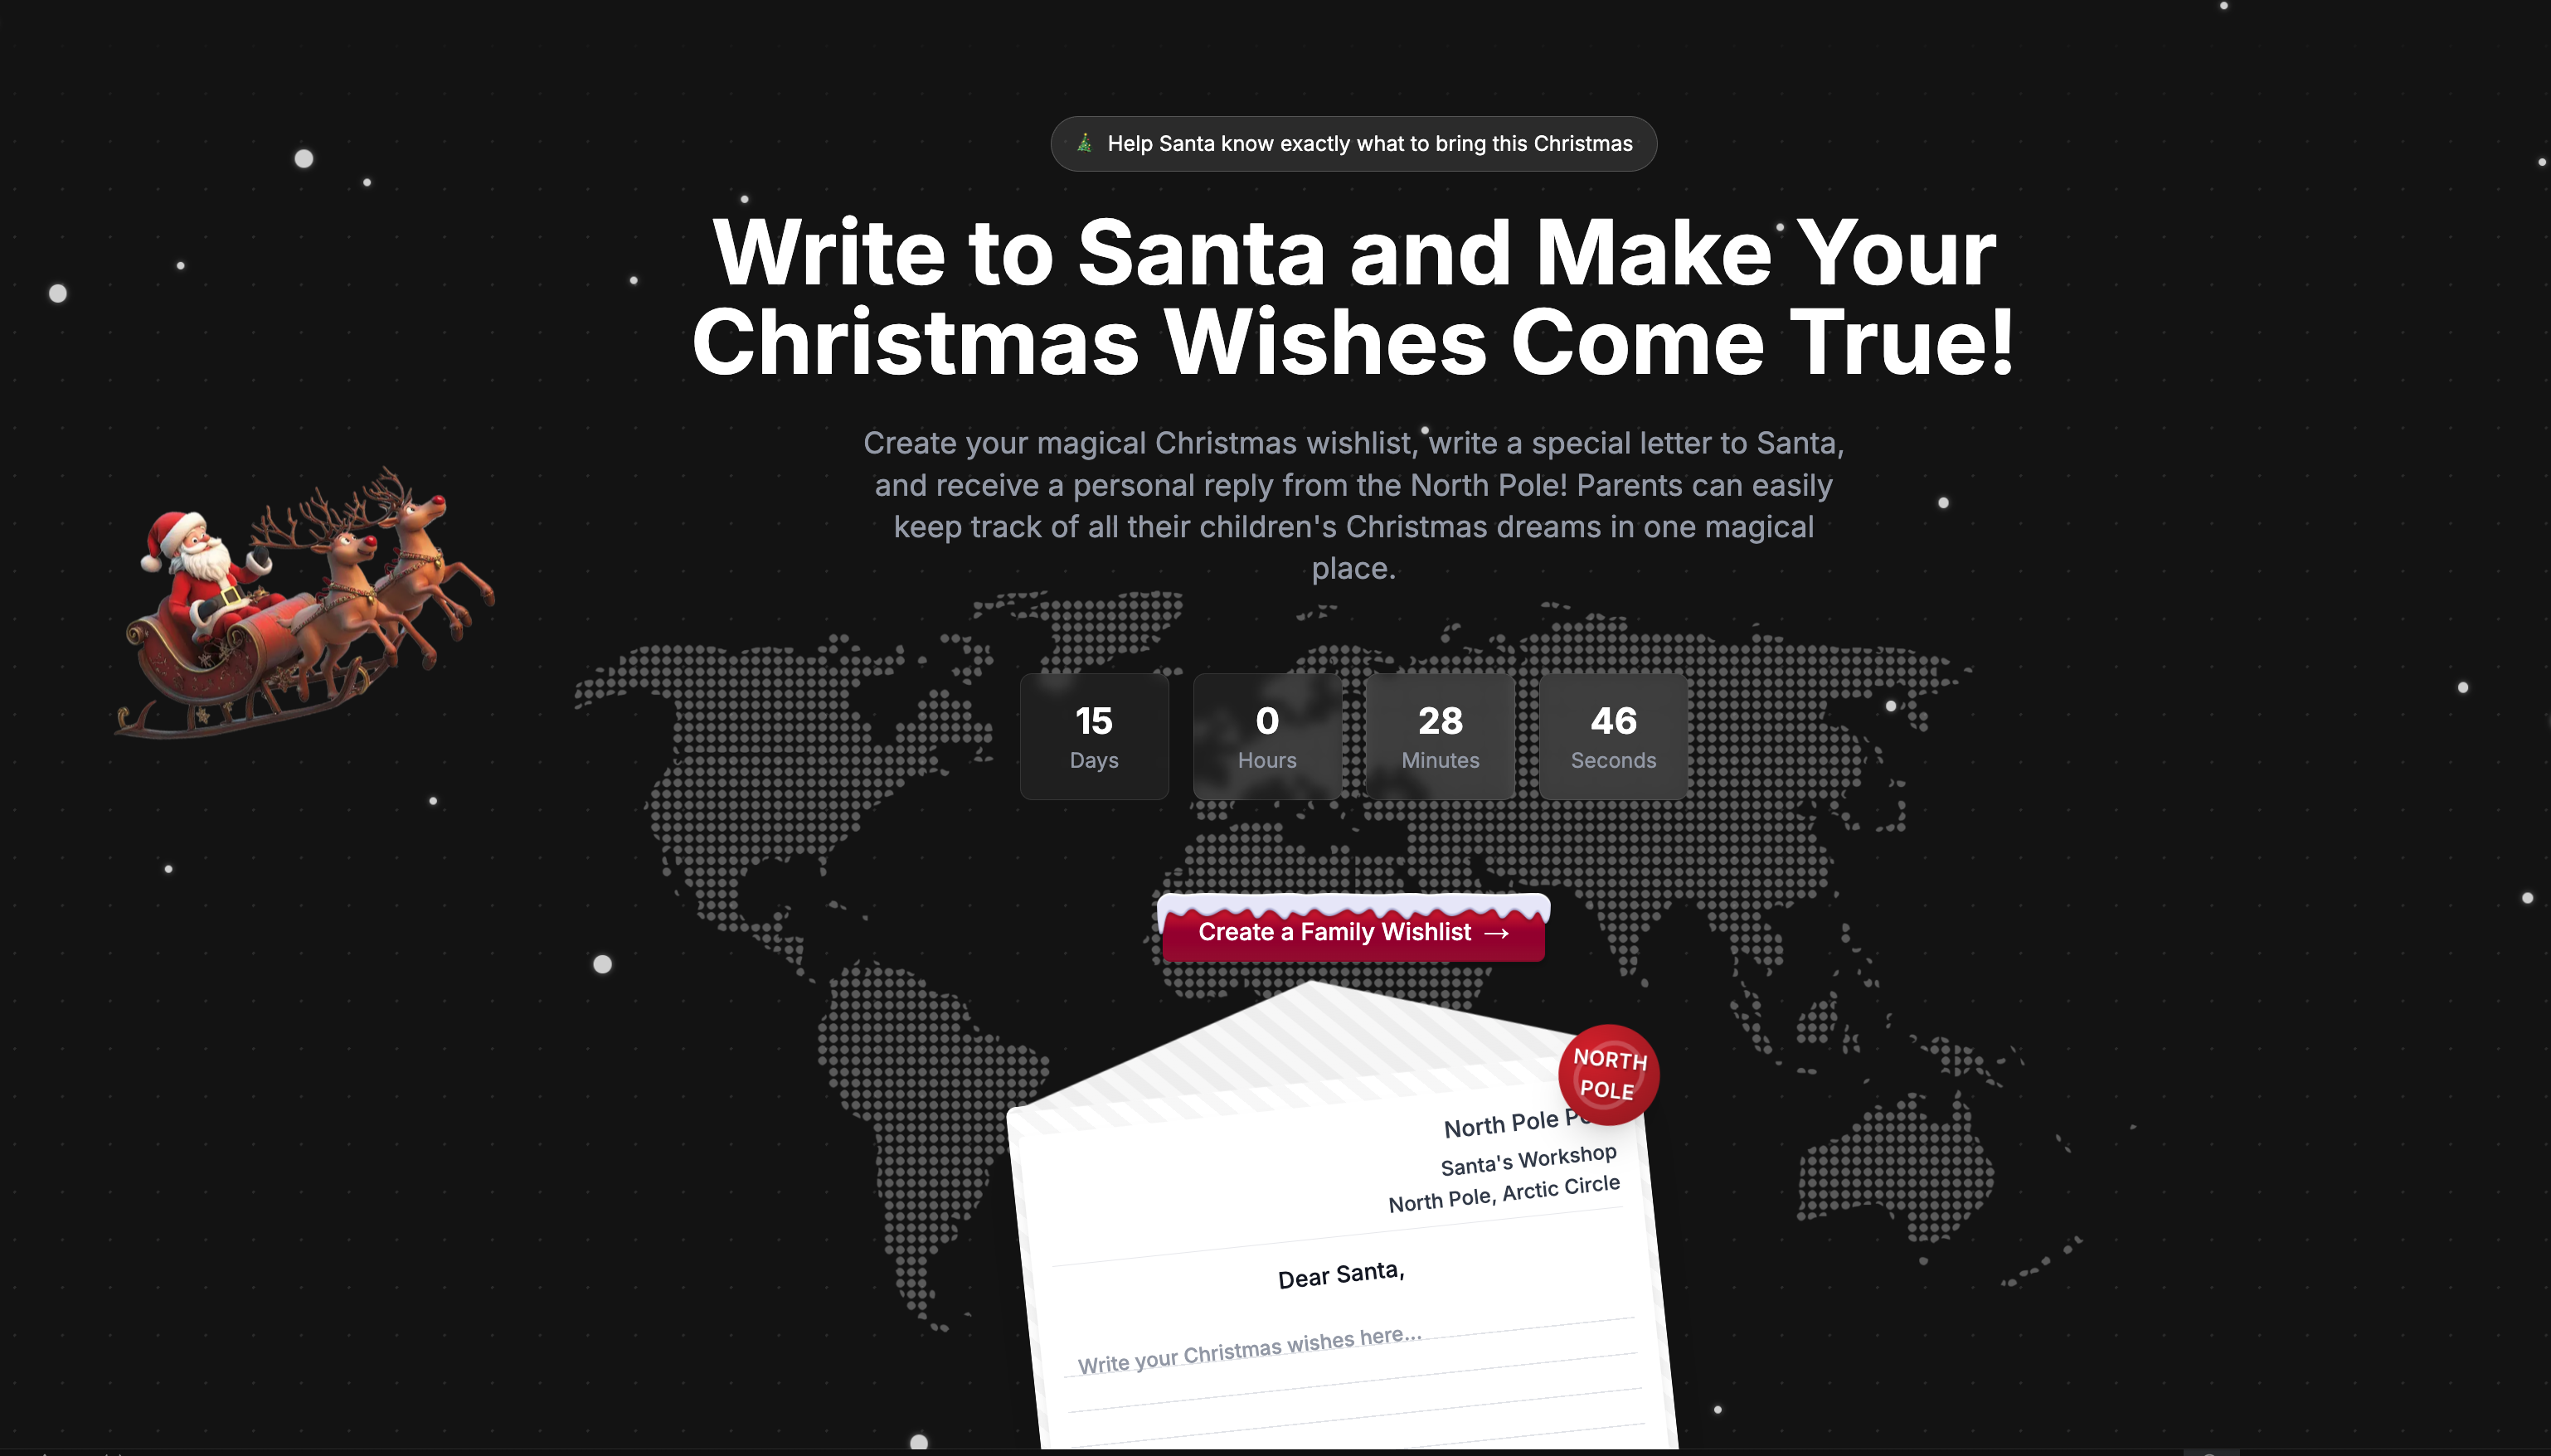 Help Santa know exactly what to bring this Christmas
Write to Santa and Make Your
Christmas Wishes Come True!
Create your magical Christmas wishlist, write a special letter to Santa,
and receive a personal reply from the North Pole! Parents can easily
keep track of all their children's Christmas dreams in one magical
place.
15 0 28 46
Days Hours Minutes Seconds
Create a Family Wishlist →
NORTH
POLE
North Pole
Santa's Workshop
North Pole, Arctic Circle
Dear Santa,
Write your Christmas wishes here...